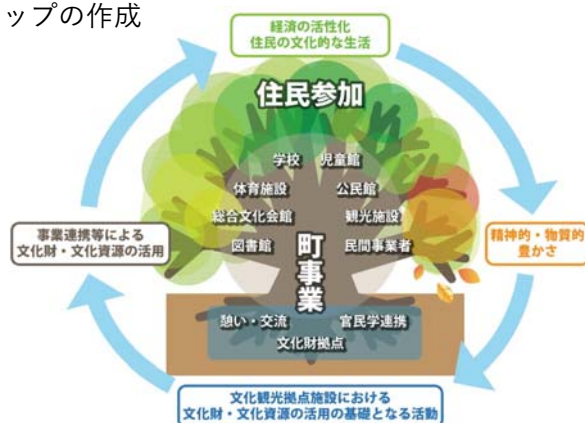 ップの作成
経済の活性化
住民の文化的な生活
住民参加
学校 児童館
体育施設 公民館
総合文化会館 観光施設
図書館 民間事業者
町事業
事業連携等による
文化財・文化資源の活用
精神的・物質的
豊かさ
憩い・交流 官民学連携
文化財拠点
文化観光拠点施設における
文化財・文化資源の活用の基礎となる活動